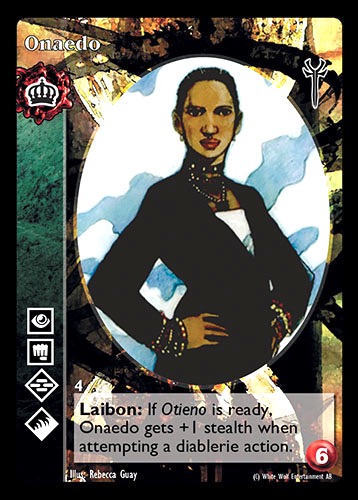 Onaedo
4
Laibon: If Otieno is ready,
Onaedo gets +1 stealth when
attempting a diablerie action.
6
Illus: Rebecca Guay
(C) White Wolf Entertainment AB